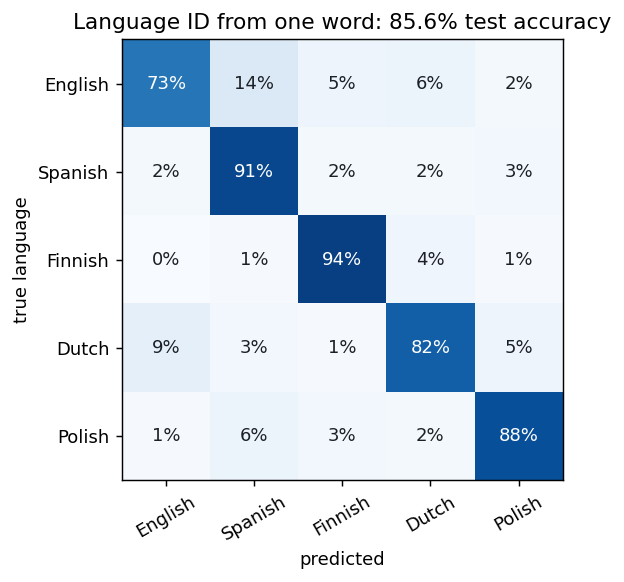 Language ID from one word: 85.6% test accuracy
true language
English 73% 14% 5% 6% 2%
Spanish 2% 91% 2% 2% 3%
Finnish 0% 1% 94% 4% 1%
Dutch 9% 3% 1% 82% 5%
Polish 1% 6% 3% 2% 88%
English Spanish Finnish Dutch Polish
predicted